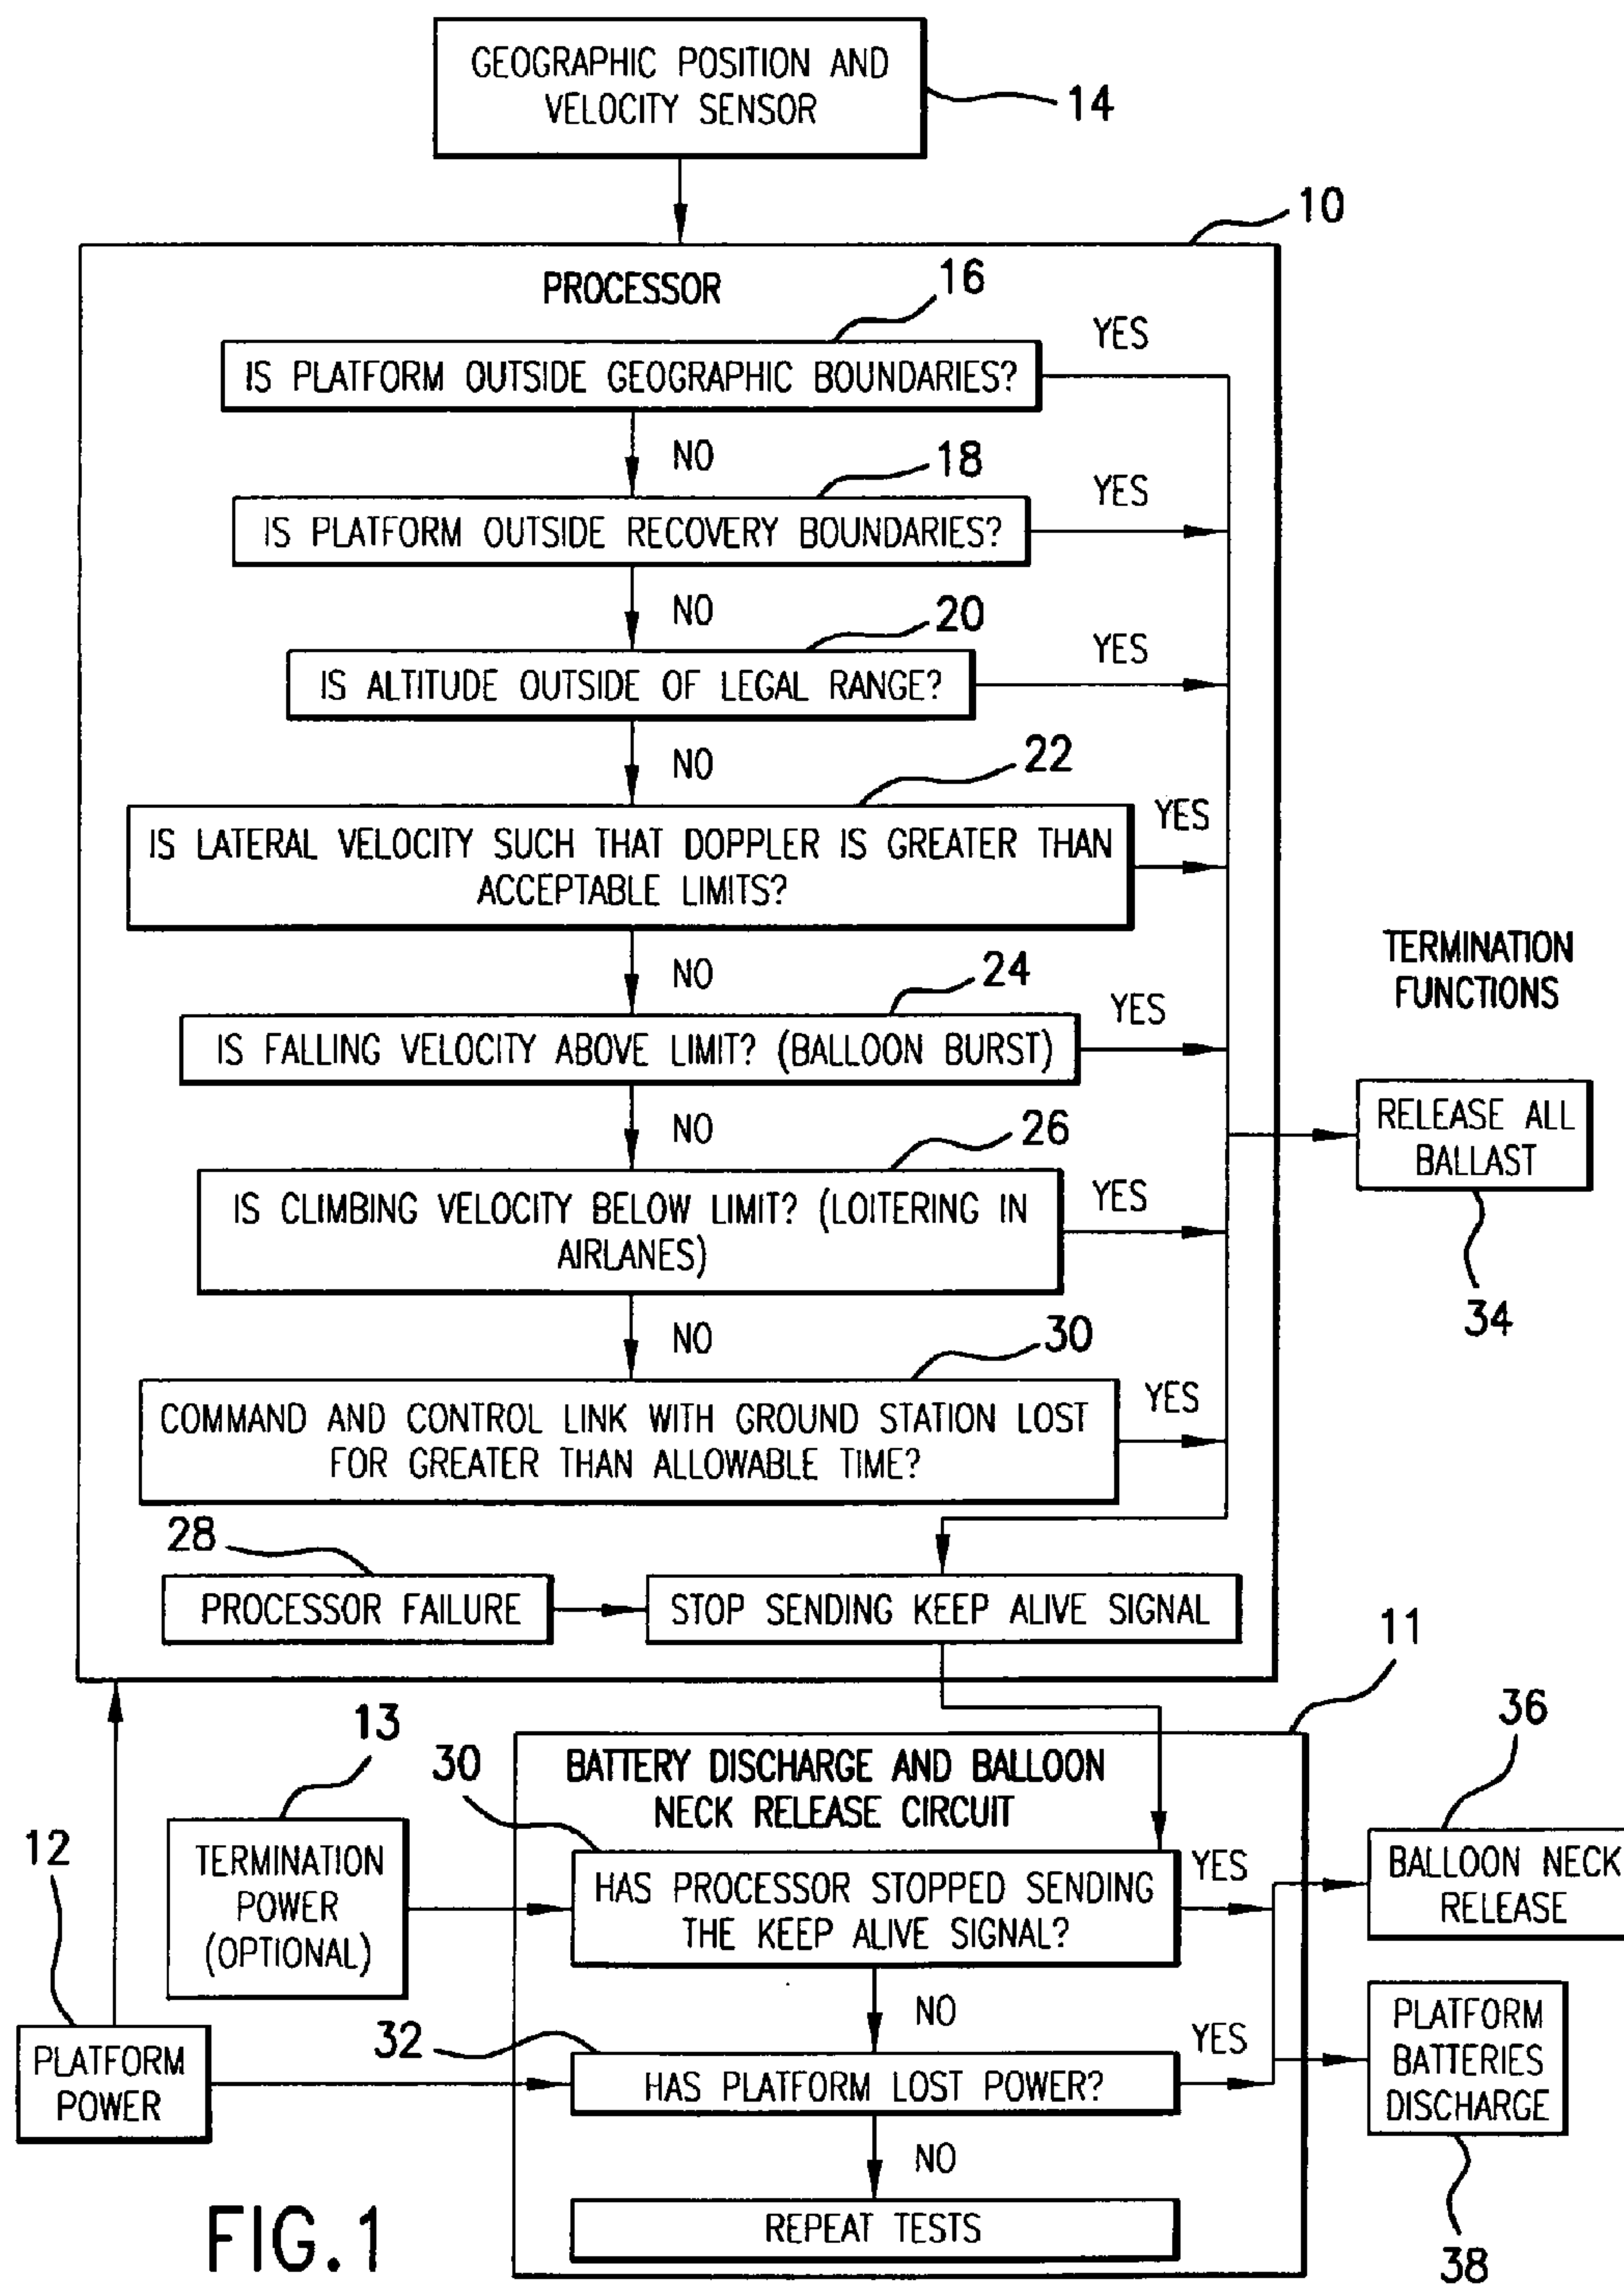 GEOGRAPHIC POSITION AND
VELOCITY SENSOR
14
10
PROCESSOR
16
IS PLATFORM OUTSIDE GEOGRAPHIC BOUNDARIES?
YES
NO
18
IS PLATFORM OUTSIDE RECOVERY BOUNDARIES?
YES
NO
20
IS ALTITUDE OUTSIDE OF LEGAL RANGE?
YES
NO
22
IS LATERAL VELOCITY SUCH THAT DOPPLER IS GREATER THAN
ACCEPTABLE LIMITS?
YES
NO
24
IS FALLING VELOCITY ABOVE LIMIT? (BALLOON BURST)
YES
NO
26
IS CLIMBING VELOCITY BELOW LIMIT? (LOITERING IN
AIRLANES)
YES
NO
30
COMMAND AND CONTROL LINK WITH GROUND STATION LOST
FOR GREATER THAN ALLOWABLE TIME?
YES
TERMINATION
FUNCTIONS
RELEASE ALL
BALLAST
34
28
PROCESSOR FAILURE
STOP SENDING KEEP ALIVE SIGNAL
11
BATTERY DISCHARGE AND BALLOON
NECK RELEASE CIRCUIT
13
TERMINATION
POWER
(OPTIONAL)
30
HAS PROCESSOR STOPPED SENDING
THE KEEP ALIVE SIGNAL?
YES
NO
36
BALLOON NECK
RELEASE
12
PLATFORM
POWER
32
HAS PLATFORM LOST POWER?
YES
NO
PLATFORM
BATTERIES
DISCHARGE
38
REPEAT TESTS
FIG.1